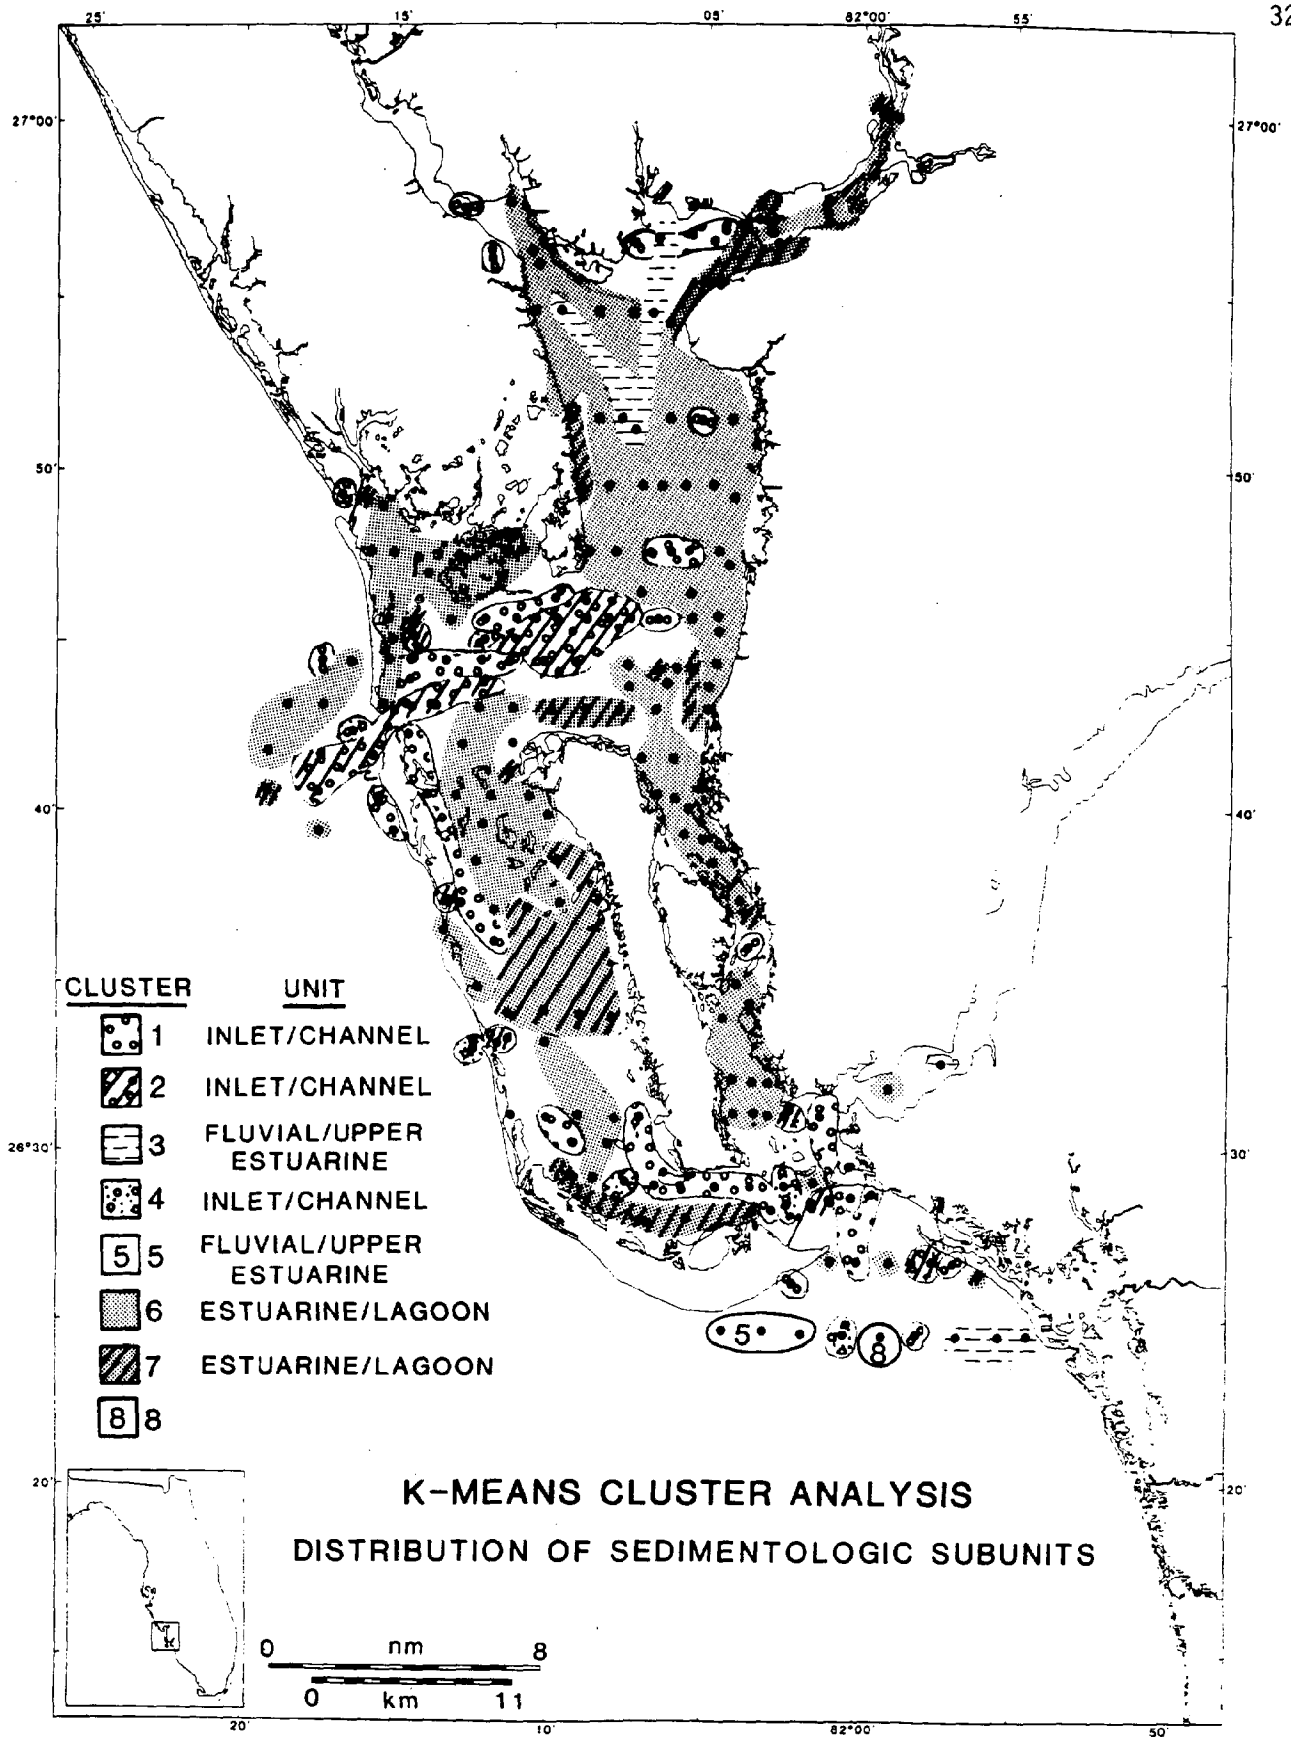 32
25' 15' 05' 82°00' 55'
27°00' 27°00'
50' 50'
40' 40'
CLUSTER UNIT
1 INLET/CHANNEL
2 INLET/CHANNEL
3 FLUVIAL/UPPER
ESTUARINE
4 INLET/CHANNEL
5 5 FLUVIAL/UPPER
ESTUARINE
6 ESTUARINE/LAGOON
7 ESTUARINE/LAGOON
8 8
26°30' 30'
5 8
20' 20'
K-MEANS CLUSTER ANALYSIS
DISTRIBUTION OF SEDIMENTOLOGIC SUBUNITS
0 nm 8
0 km 11
20' 10' 82°00' 50'